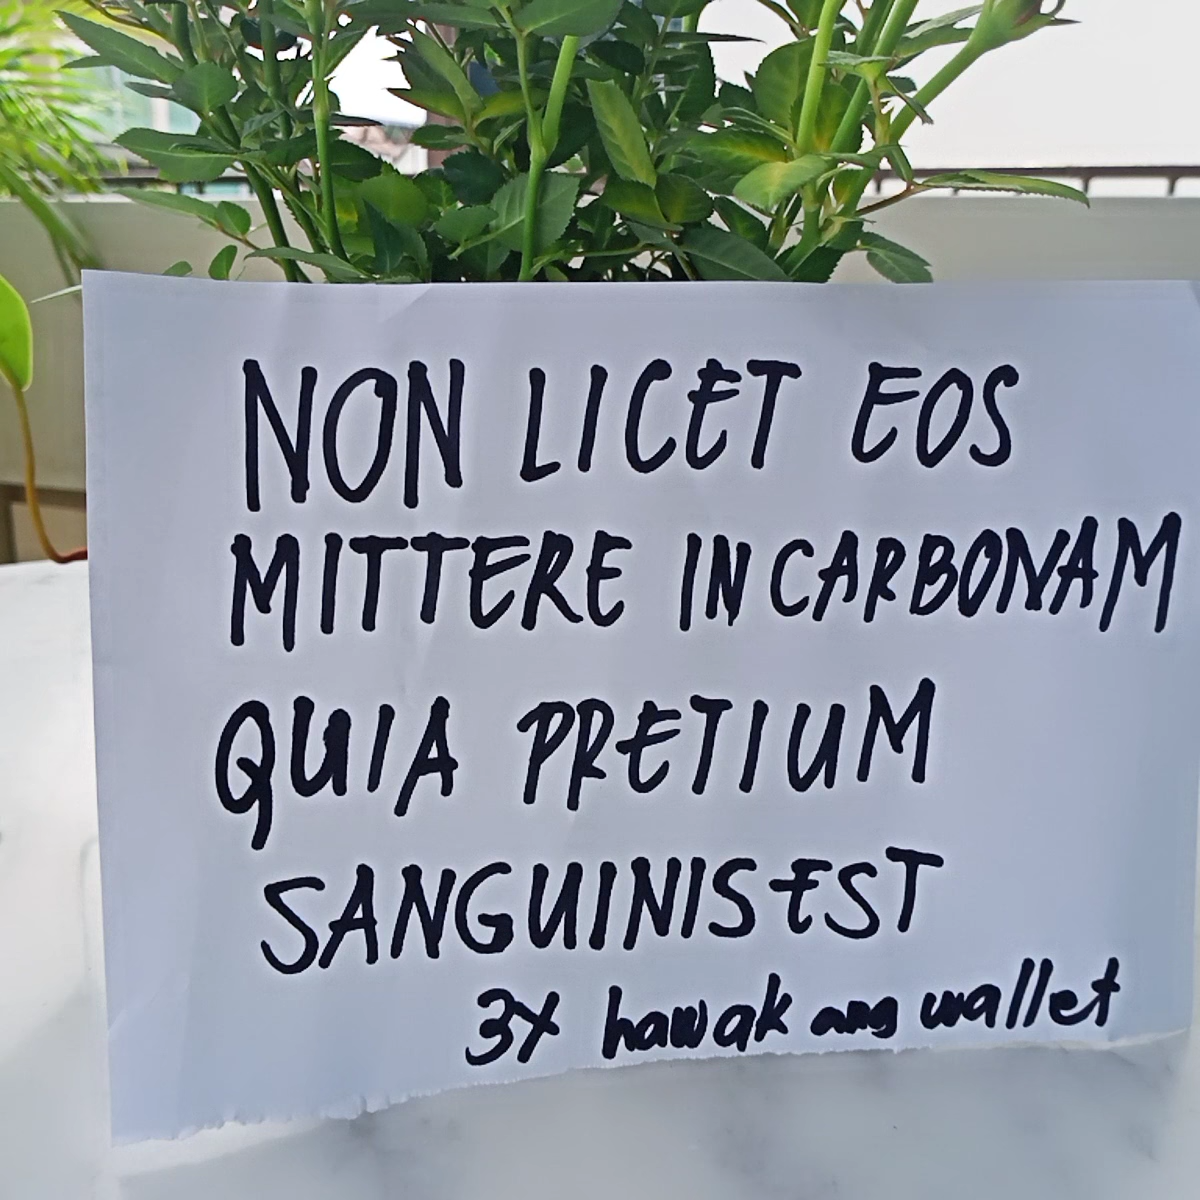 NON LICET EOS
MITTERE IN CARBONAM
QUIA PRETIUM
SANGUINIS EST
3X hawak ang wallet